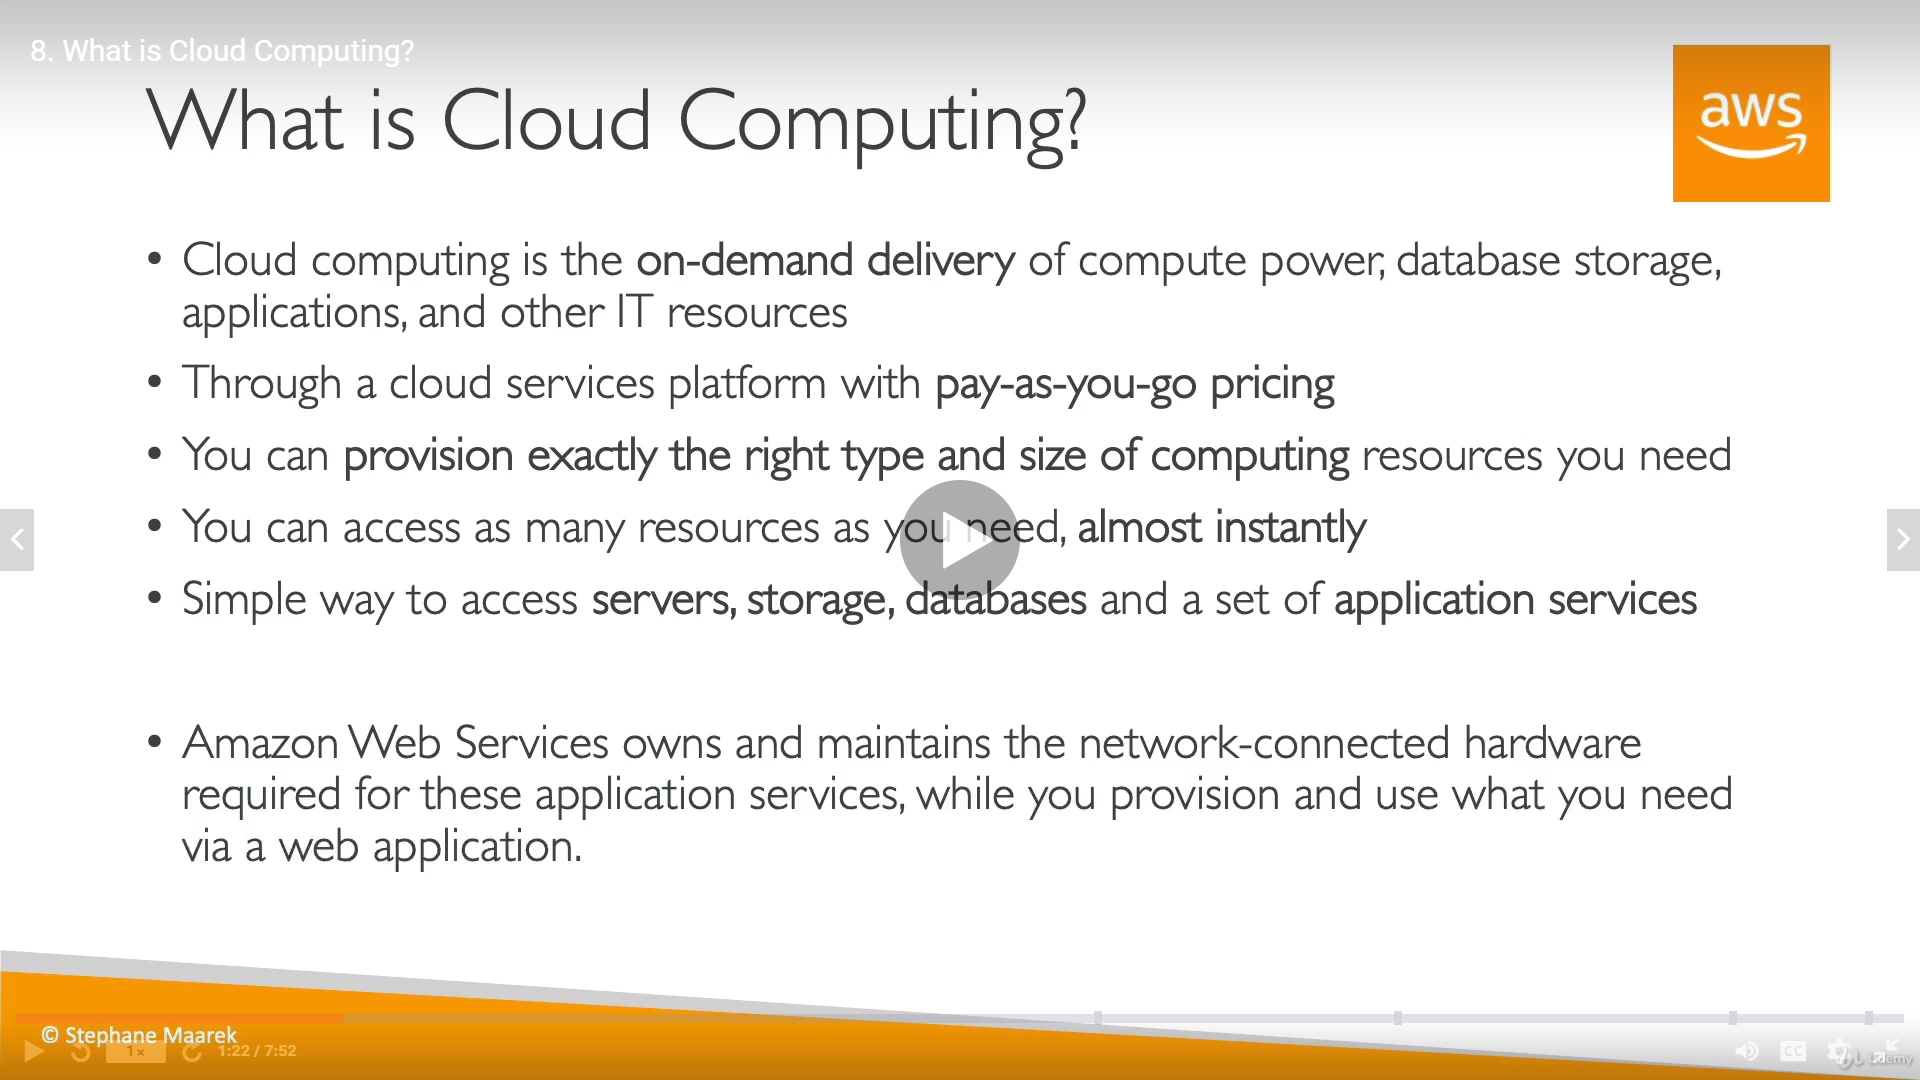 8. What is Cloud Computing?
What is Cloud Computing?
aws
• Cloud computing is the on-demand delivery of compute power, database storage,
applications, and other IT resources
• Through a cloud services platform with pay-as-you-go pricing
• You can provision exactly the right type and size of computing resources you need
• You can access as many resources as you need, almost instantly
• Simple way to access servers, storage, databases and a set of application services
• Amazon Web Services owns and maintains the network-connected hardware
required for these application services, while you provision and use what you need
via a web application.
© Stephane Maarek
1x
1:22 / 7:52
CC
Udemy